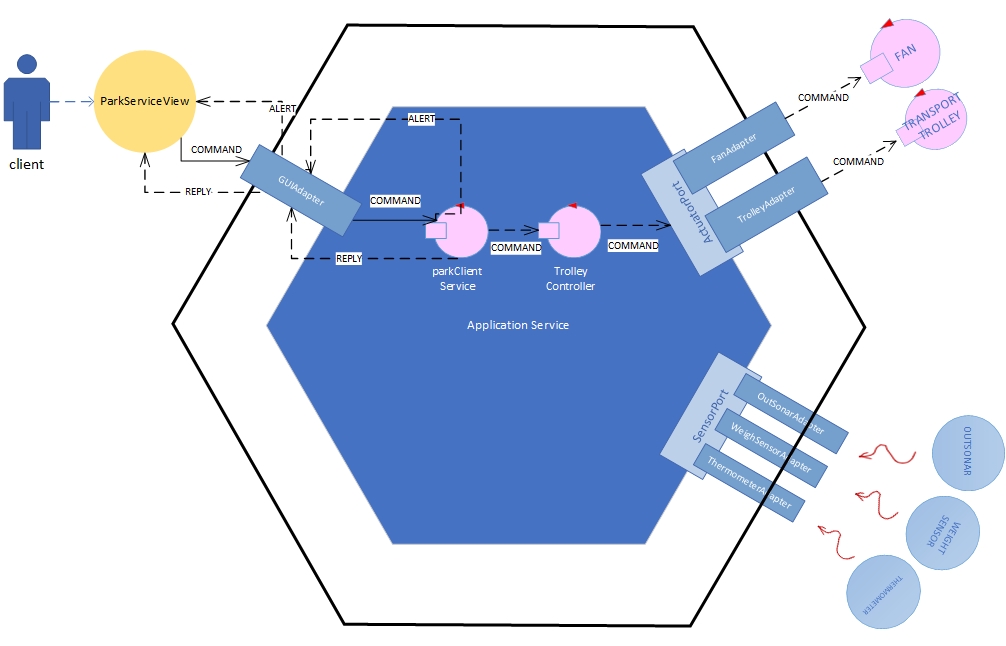 client
ParkServiceView
ALERT
COMMAND
REPLY
GUIAdapter
ALERT
COMMAND
REPLY
parkClient
Service
COMMAND
Trolley
Controller
COMMAND
Application Service
ActuatorPort
FanAdapter
TrolleyAdapter
COMMAND
COMMAND
FAN
TRANSPORT
TROLLEY
SensorPort
OutSonarAdapter
WeighSensorAdapter
ThermometerAdapter
OUTSONAR
WEIGHT
SENSOR
THERMOMETER